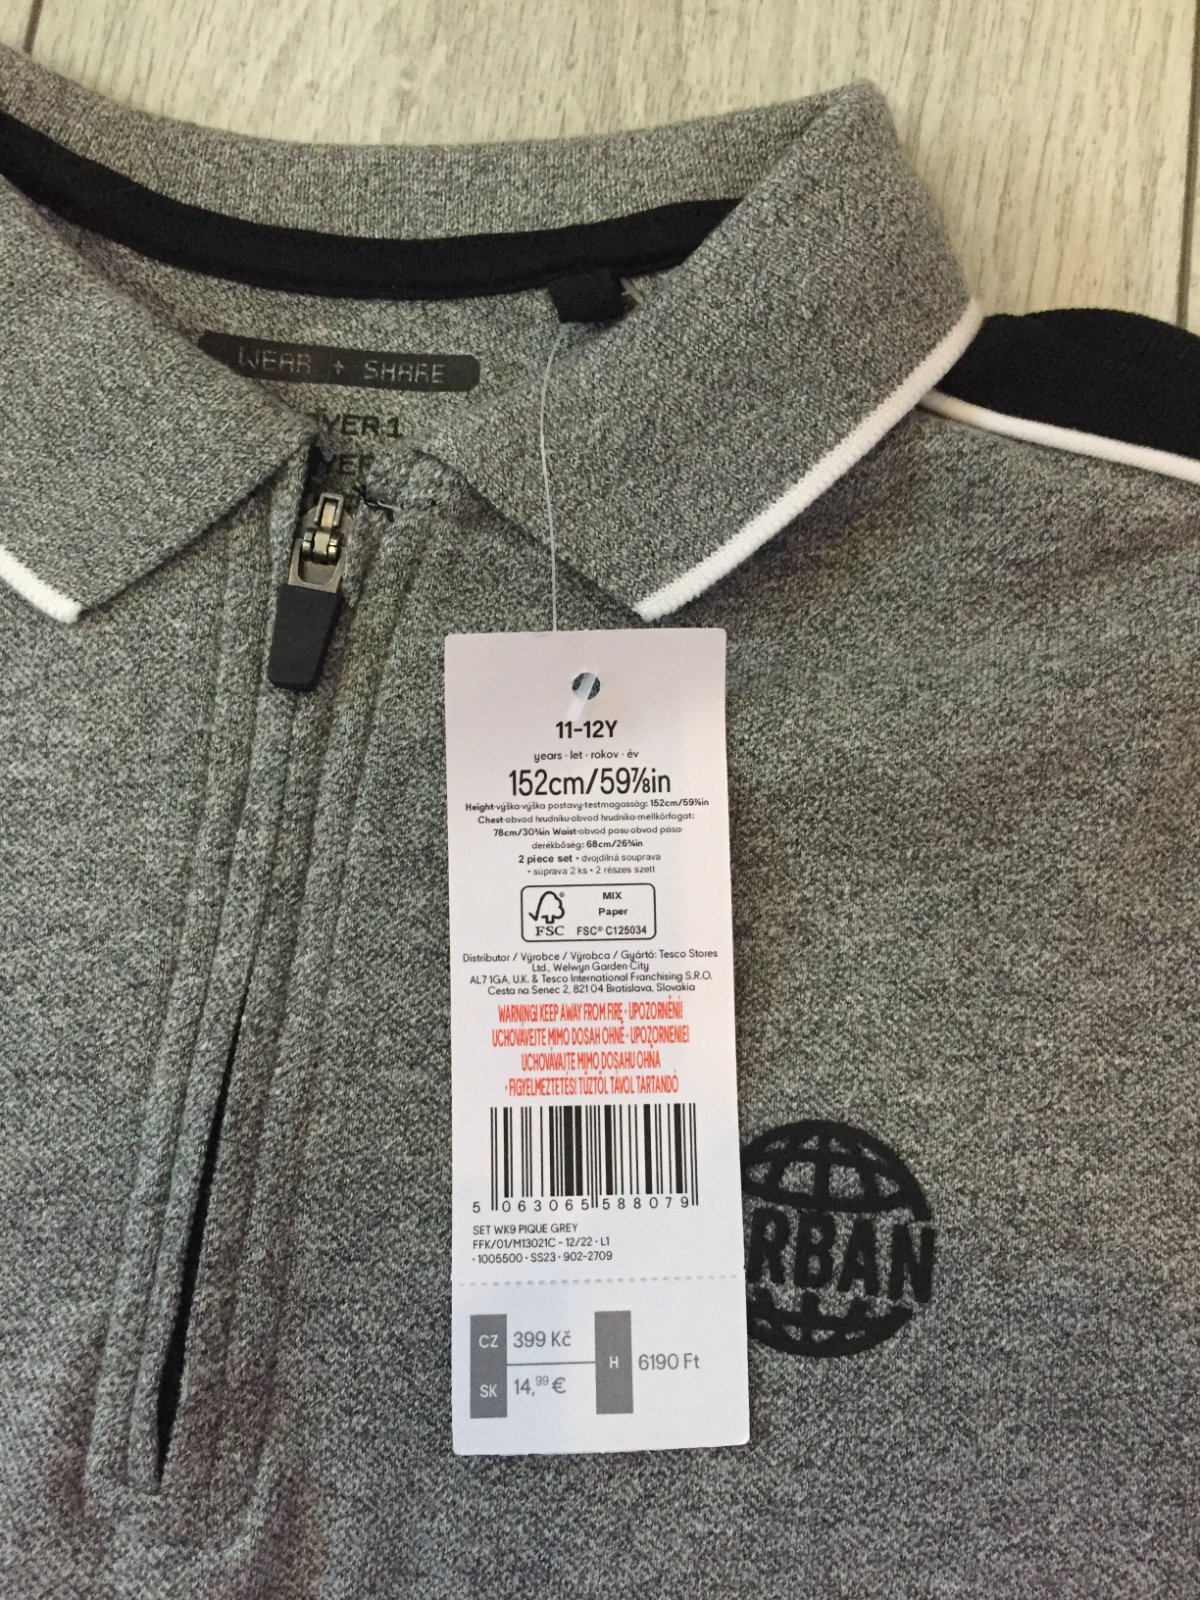 WEAR + SHARE
YER 1
YER
11-12Y
years · let · rokov · év
152cm/59⅞in
Height·výška·výška postavy·testmagasság: 152cm/59⅞in
Chest·obvod hrudníku·obvod hrudníka·mellkörfogat:
78cm/30¾in Waist·obvod pasu·obvod pása·
derékbőség: 68cm/26¾in
2 piece set • dvojdílná souprava
• súprava 2 ks • 2 részes szett
FSC
MIX
Paper
FSC® C125034
Distributor / Výrobce / Výrobca / Gyártó: Tesco Stores
Ltd., Welwyn Garden City
AL7 1GA, U.K. & Tesco International Franchising S.R.O.
Cesta na Senec 2, 821 04 Bratislava, Slovakia
WARNING! KEEP AWAY FROM FIRE · UPOZORNĚNÍ!
UCHOVÁVEJTE MIMO DOSAH OHNĚ · UPOZORNENIE!
UCHOVÁVAJTE MIMO DOSAHU OHŇA
· FIGYELMEZTETÉS! TŰZTŐL TÁVOL TARTANDÓ
5 063065 588079
SET WK9 PIQUE GREY
FFK/01/M13021C - 12/22 · L1
· 1005500 · SS23 · 902-2709
RBAN
CZ 399 Kč
H 6190 Ft
SK 14,99 €